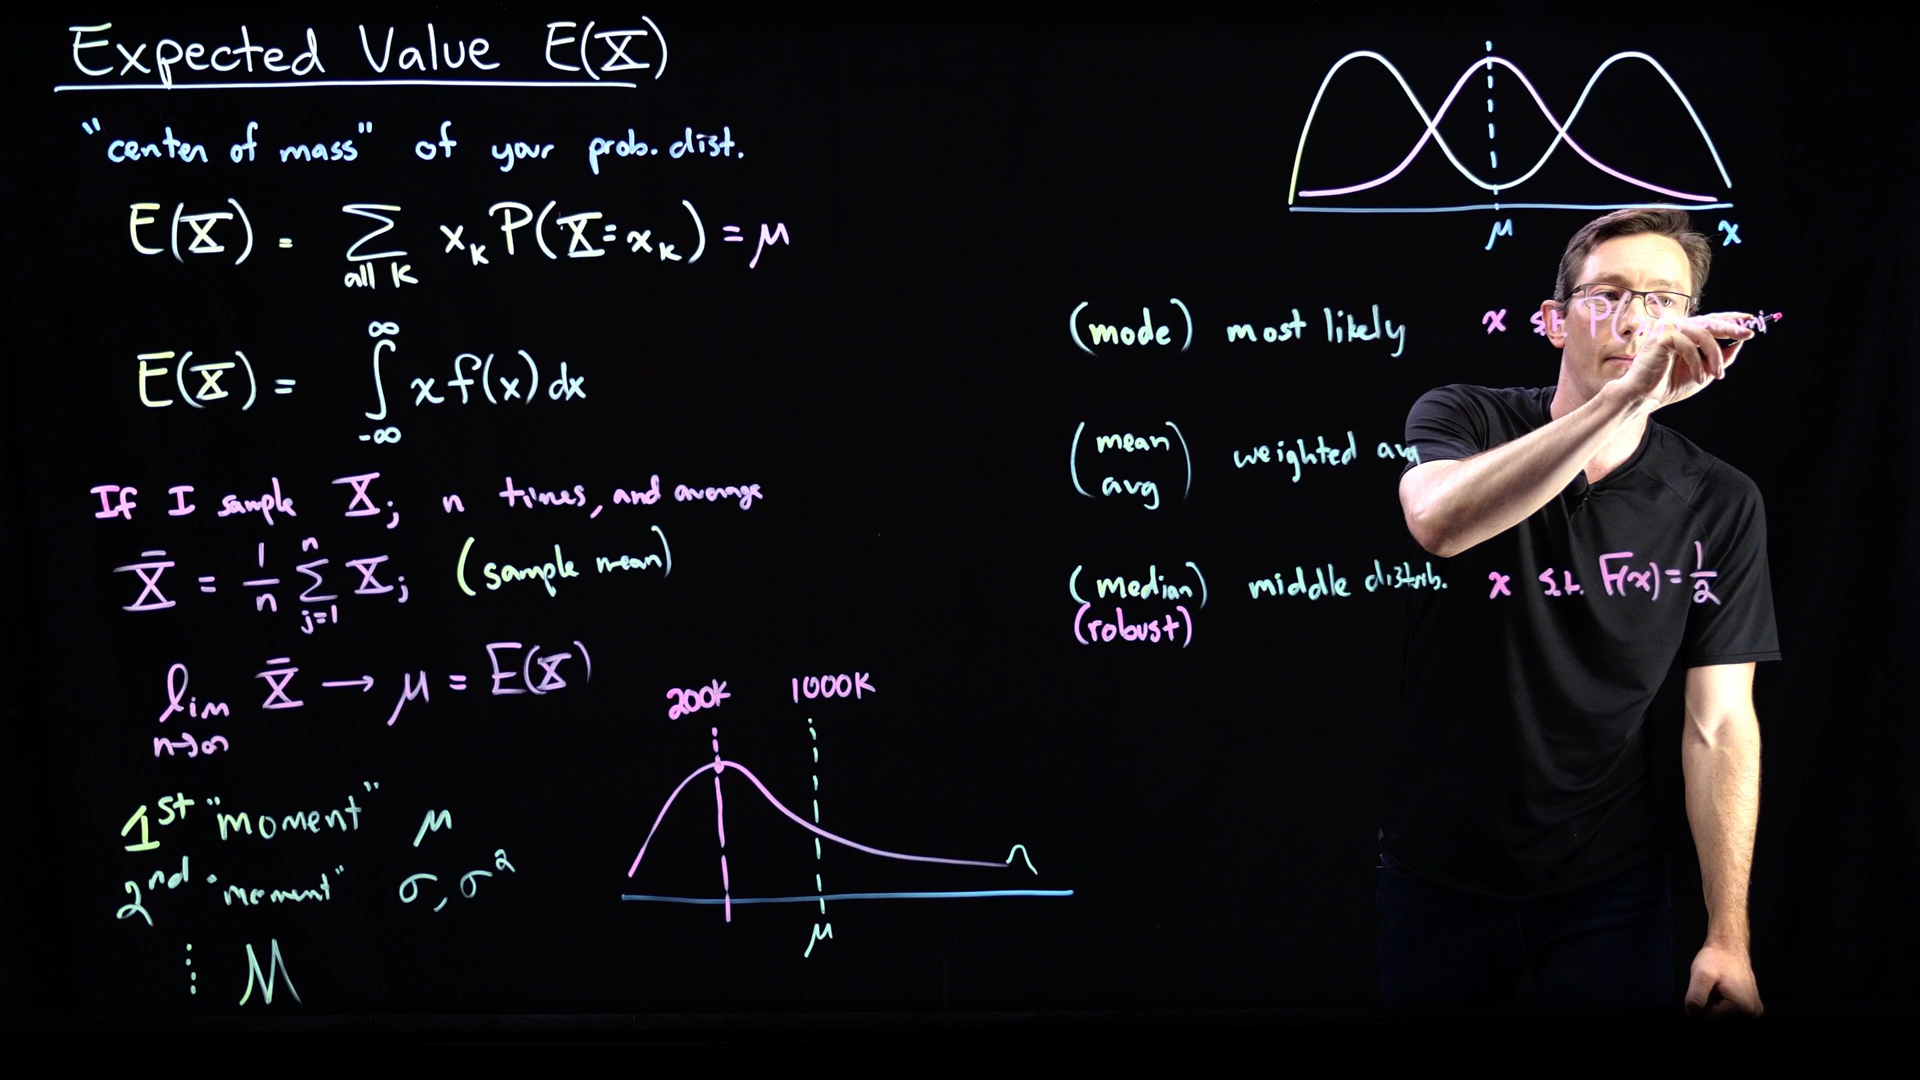 Expected Value E(X)
"center of mass" of your prob. dist.
E(X) = ∑ all k x_k P(X = x_k) = μ
E(X) = ∫_-∞^∞ x f(x) dx
If I sample X_j n times, and average
X̄ = 1/n ∑_{j=1}^n X_j (sample mean)
lim n→∞ X̄ → μ = E(X)
1st "moment" μ
2nd "moment" σ, σ²
⋮ M
200K 1000K
μ
μ x
(mode) most likely x s.t. P(x)
(mean avg) weighted avg
(median) middle distrib. x s.t. F(x) = 1/2
(robust)